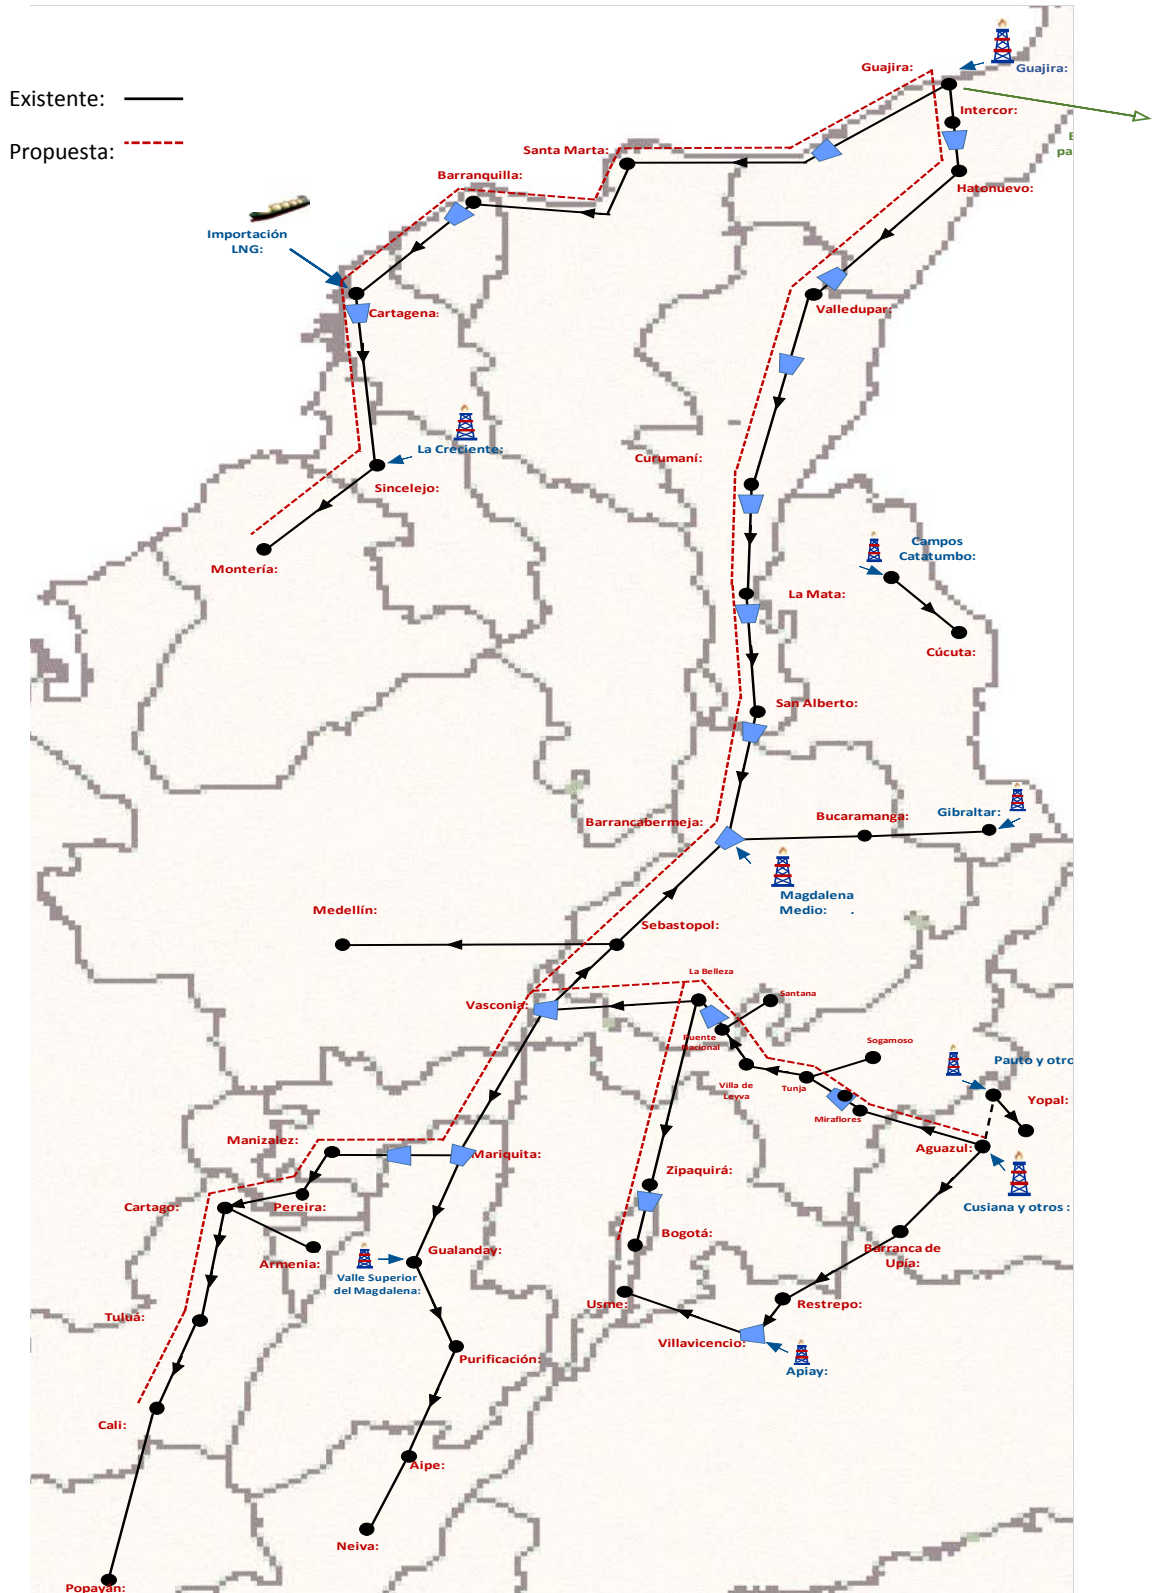 Guajira:
Guajira:
Existente:
Intercor:
E
pa
Propuesta:
Santa Marta:
Barranquilla:
Hatonuevo:
Importación
LNG:
Cartagena:
Valledupar:
La Creciente:
Curumaní:
Sincelejo:
Campos
Catatumbo:
Montería:
La Mata:
Cúcuta:
San Alberto:
Barrancabermeja:
Bucaramanga:
Gibraltar:
Magdalena
Medio: .
Medellín:
Sebastopol:
La Belleza
Santana
Vasconia:
Puente
Nacional
Sogamoso
Pauto y otro
Villa de
Leyva
Tunja
Yopal:
Miraflores
Manizalez:
Mariquita:
Aguazul:
Zipaquirá:
Cartago:
Pereira:
Cusiana y otros :
Bogotá:
Gualanday:
Barranca de
Upía:
Armenia:
Valle Superior
del Magdalena:
Usme:
Restrepo:
Tuluá:
Villavicencio:
Purificación:
Apiay:
Cali:
Aipe:
Neiva:
Popayán: